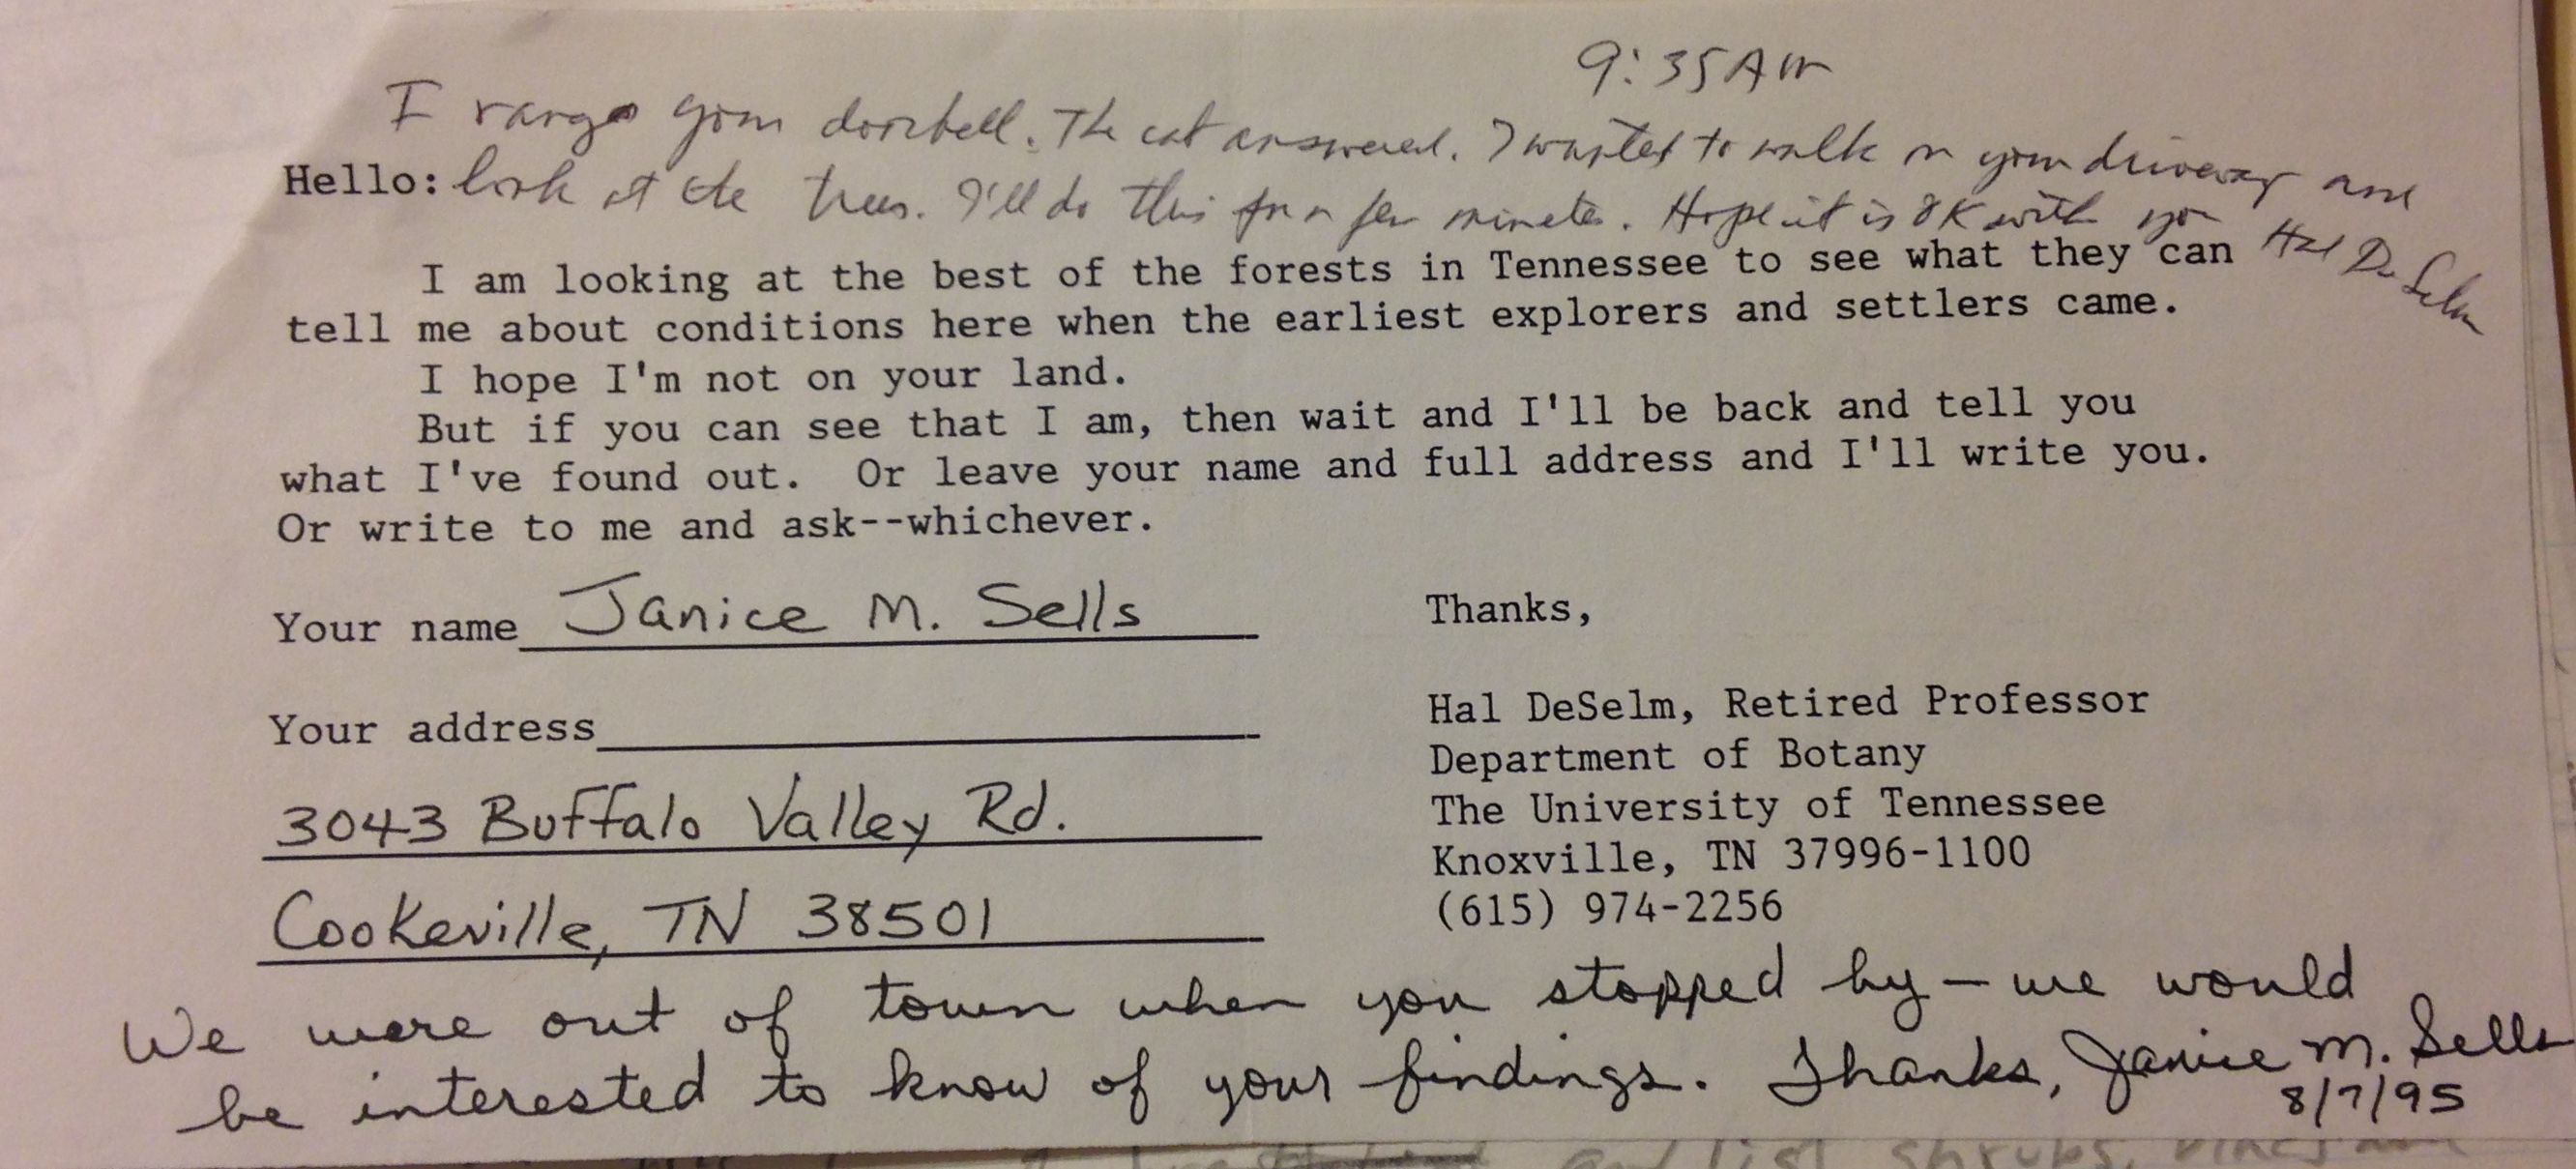 9:35 AM
I rang your doorbell. The cat answered. I wanted to walk on your driveway and
Hello: look at the trees. I'll do this for a few minutes. Hope it is OK with you Hal DeSelm
I am looking at the best of the forests in Tennessee to see what they can
tell me about conditions here when the earliest explorers and settlers came.
I hope I'm not on your land.
But if you can see that I am, then wait and I'll be back and tell you
what I've found out. Or leave your name and full address and I'll write you.
Or write to me and ask--whichever.
Your name Janice M. Sells
Your address
3043 Buffalo Valley Rd.
Cookeville, TN 38501
Thanks,
Hal DeSelm, Retired Professor
Department of Botany
The University of Tennessee
Knoxville, TN 37996-1100
(615) 974-2256
We were out of town when you stopped by - we would
be interested to know of your findings. Thanks, Janice M. Sells
8/7/95
shrubs,